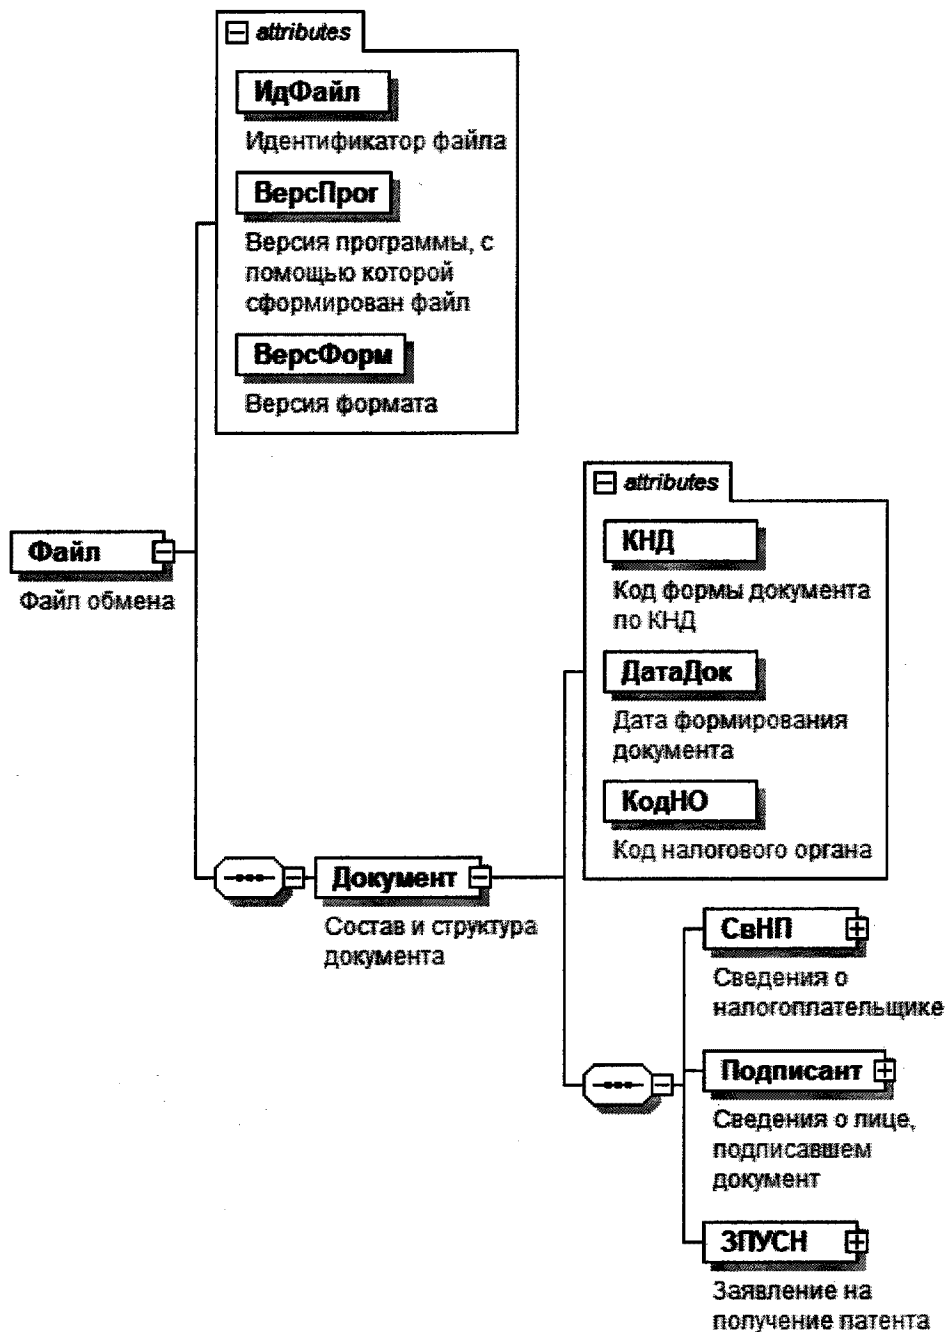 attributes
ИдФайл
Идентификатор файла
ВерсПрог
Версия программы, с
помощью которой
сформирован файл
ВерсФорм
Версия формата
Файл
Файл обмена
attributes
КНД
Код формы документа
по КНД
ДатаДок
Дата формирования
документа
КодНО
Код налогового органа
Документ
Состав и структура
документа
СвНП
Сведения о
налогоплательщике
Подписант
Сведения о лице,
подписавшем
документ
ЗПУСН
Заявление на
получение патента